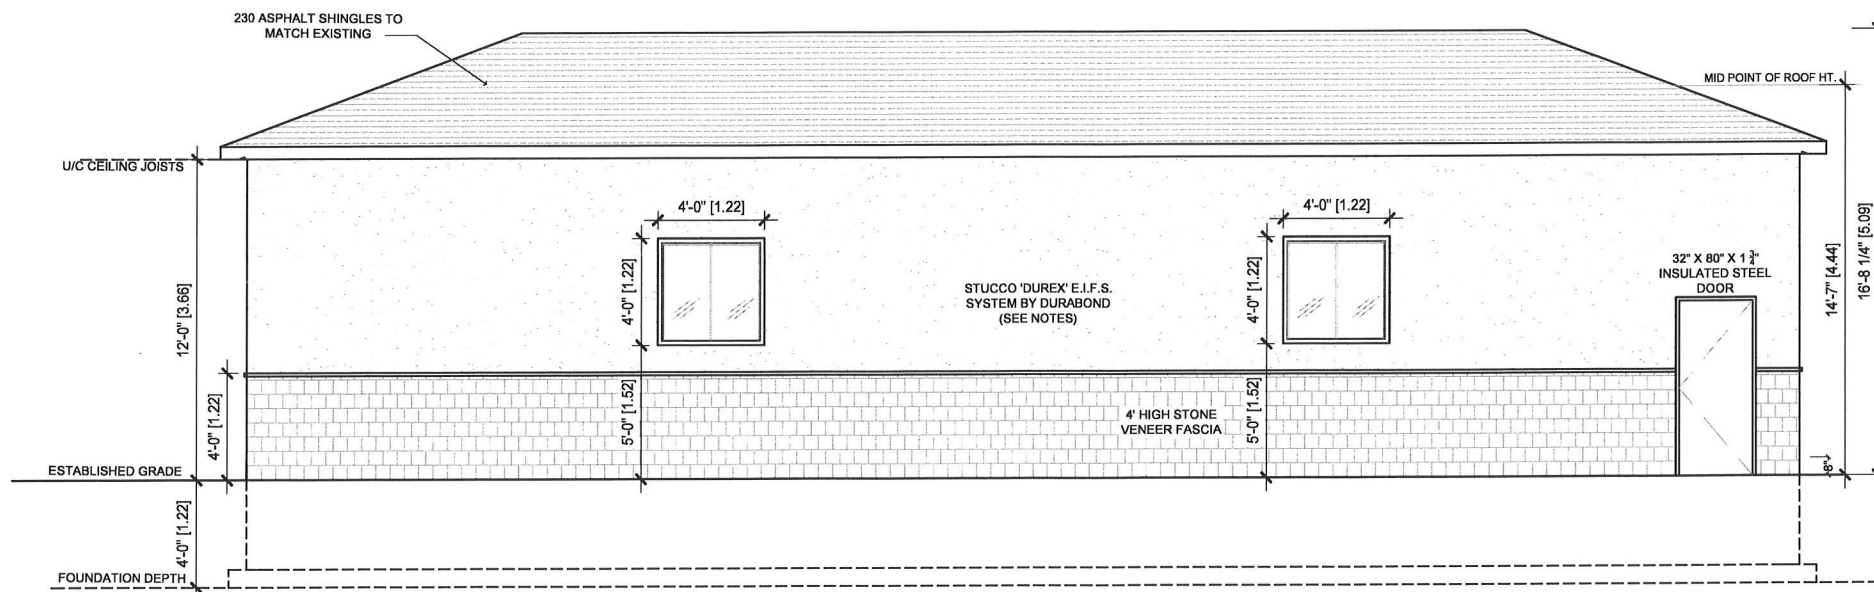 230 ASPHALT SHINGLES TO
MATCH EXISTING
MID POINT OF ROOF HT.
U/C CEILING JOISTS
4'-0" [1.22]
4'-0" [1.22]
4'-0" [1.22]
4'-0" [1.22]
STUCCO 'DUREX' E.I.F.S.
SYSTEM BY DURABOND
(SEE NOTES)
32" X 80" X 1 3/4"
INSULATED STEEL
DOOR
12'-0" [3.66]
14'-7" [4.44]
16'-8 1/4" [5.09]
4'-0" [1.22]
5'-0" [1.52]
4' HIGH STONE
VENEER FASCIA
5'-0" [1.52]
8"
ESTABLISHED GRADE
4'-0" [1.22]
FOUNDATION DEPTH